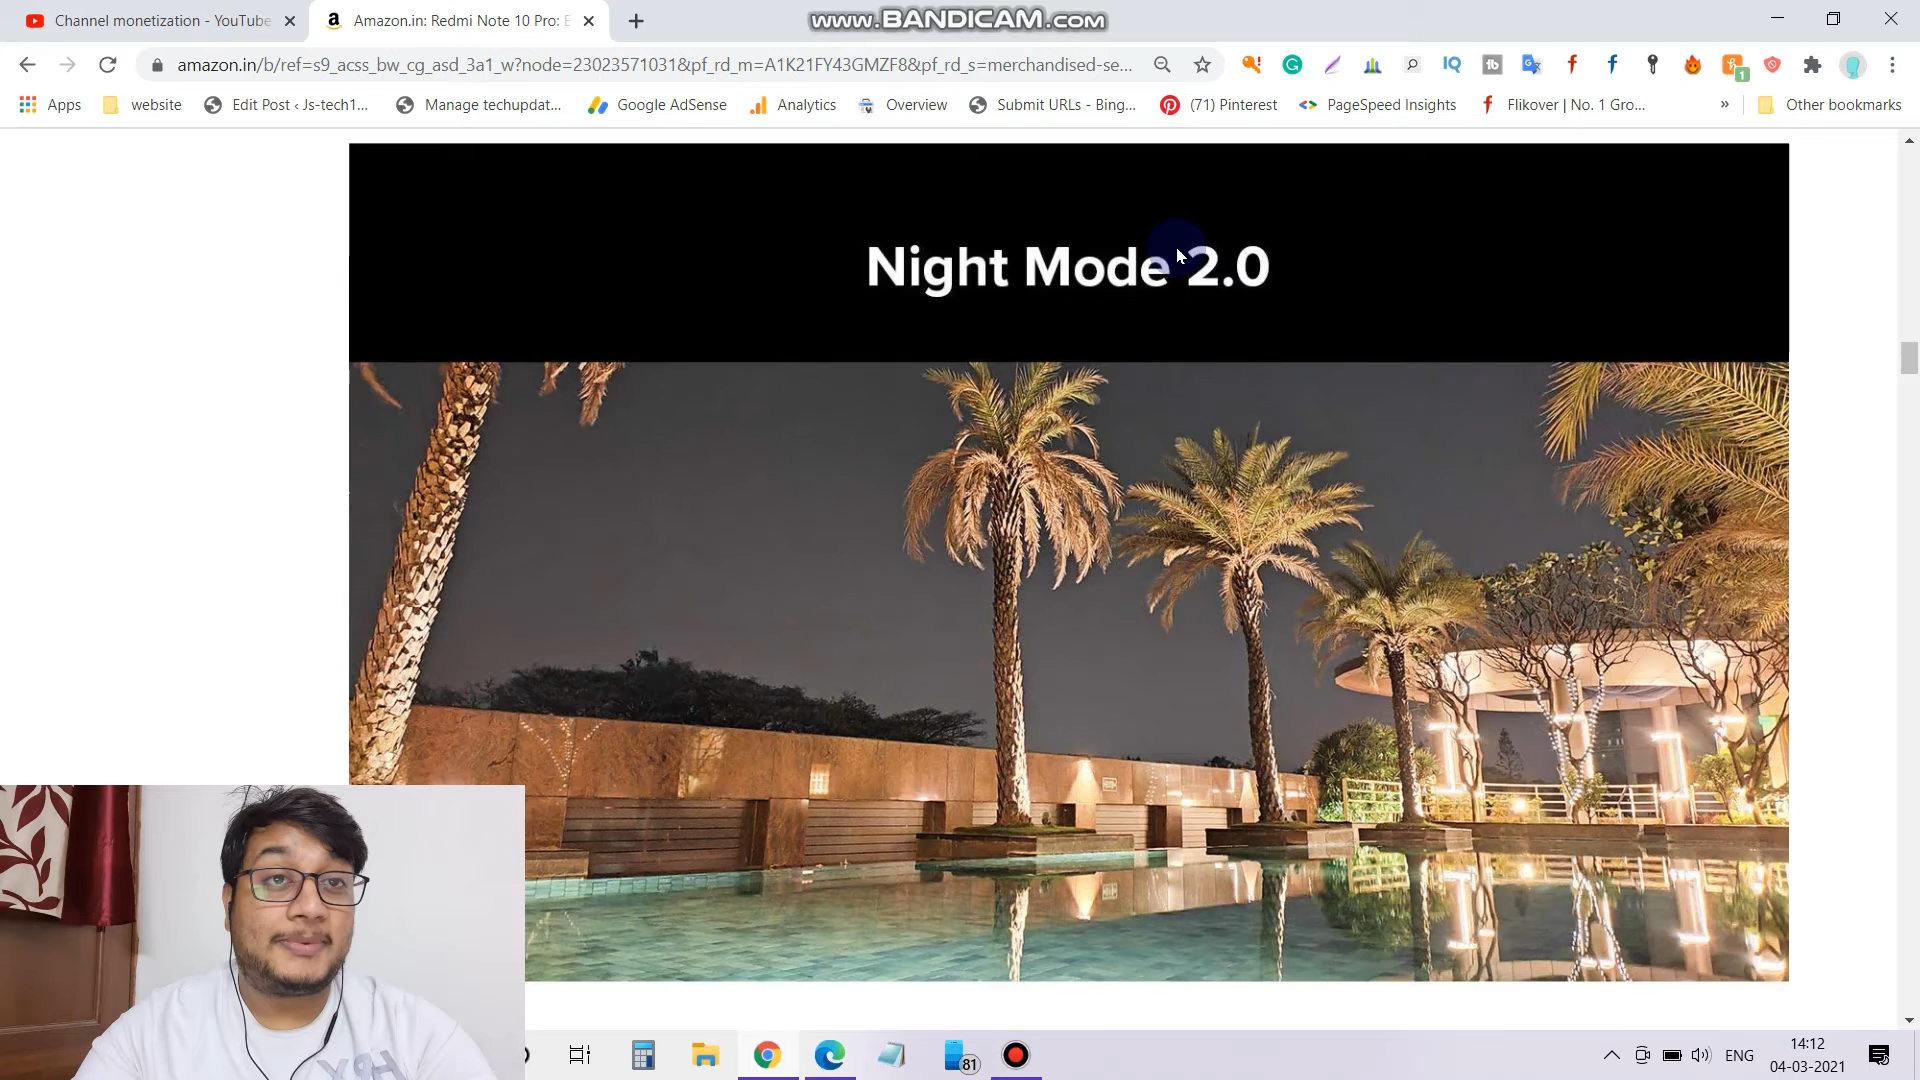 Channel monetization - YouTube
Amazon.in: Redmi Note 10 Pro: E
www.BANDICAM.com
amazon.in/b/ref=s9_acss_bw_cg_asd_3a1_w?node=23023571031&pf_rd_m=A1K21FY43GMZF8&pf_rd_s=merchandised-se...
Apps
website
Edit Post ‹ Js-tech1...
Manage techupdat...
Google AdSense
Analytics
Overview
Submit URLs - Bing...
(71) Pinterest
PageSpeed Insights
Flikover | No. 1 Gro...
»
Other bookmarks
Night Mode 2.0
81
ENG
14:12
04-03-2021